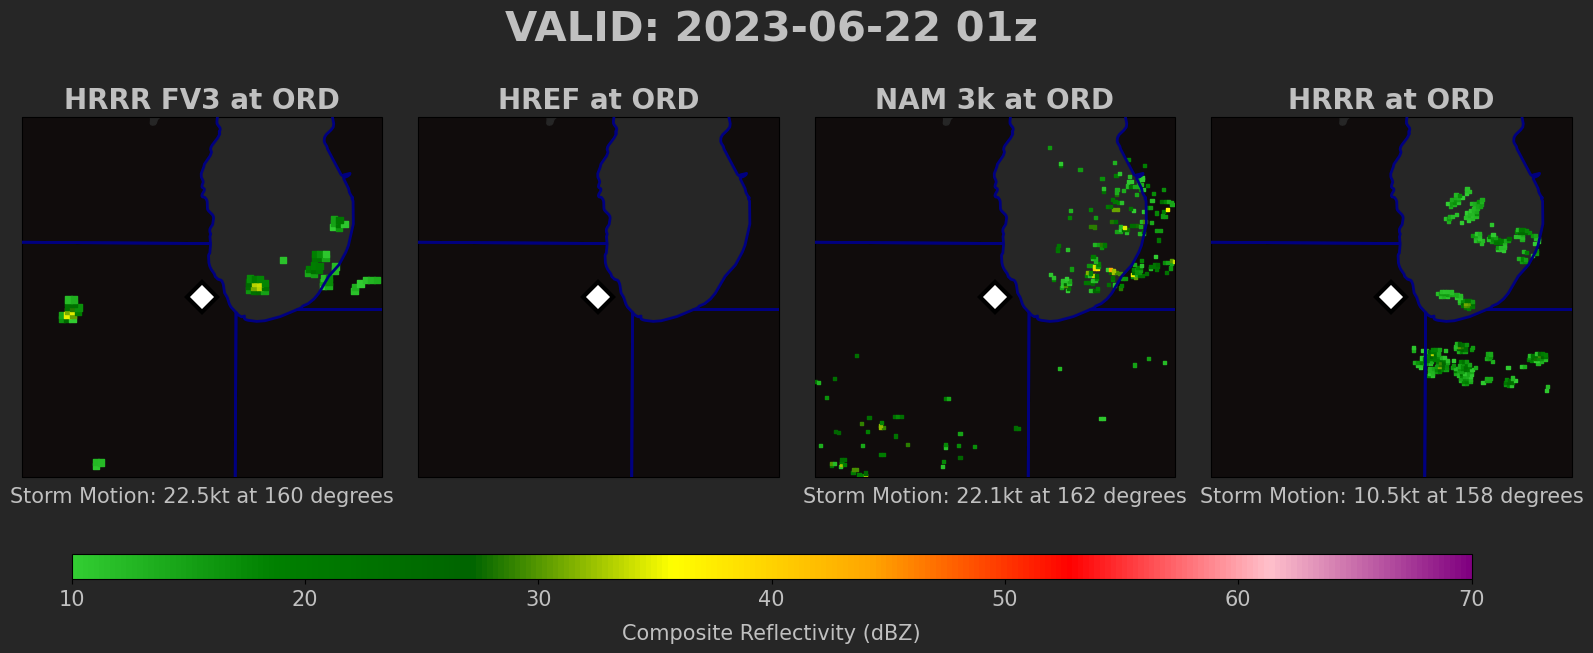 VALID: 2023-06-22 01z
HRRR FV3 at ORD
HREF at ORD
NAM 3k at ORD
HRRR at ORD
Storm Motion: 22.5kt at 160 degrees
Storm Motion: 22.1kt at 162 degrees
Storm Motion: 10.5kt at 158 degrees
10 20 30 40 50 60 70
Composite Reflectivity (dBZ)